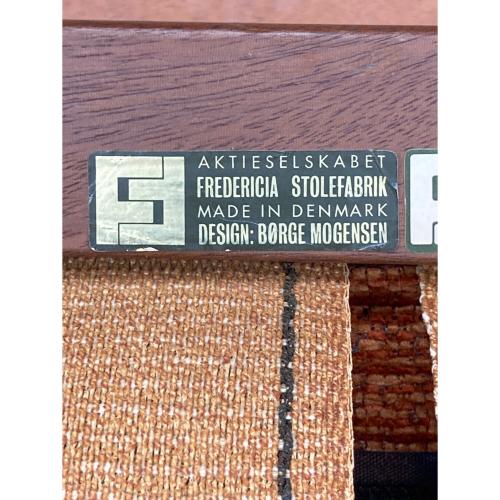 AKTIESELSKABET
FREDERICIA STOLEFABRIK
MADE IN DENMARK
DESIGN: BØRGE MOGENSEN